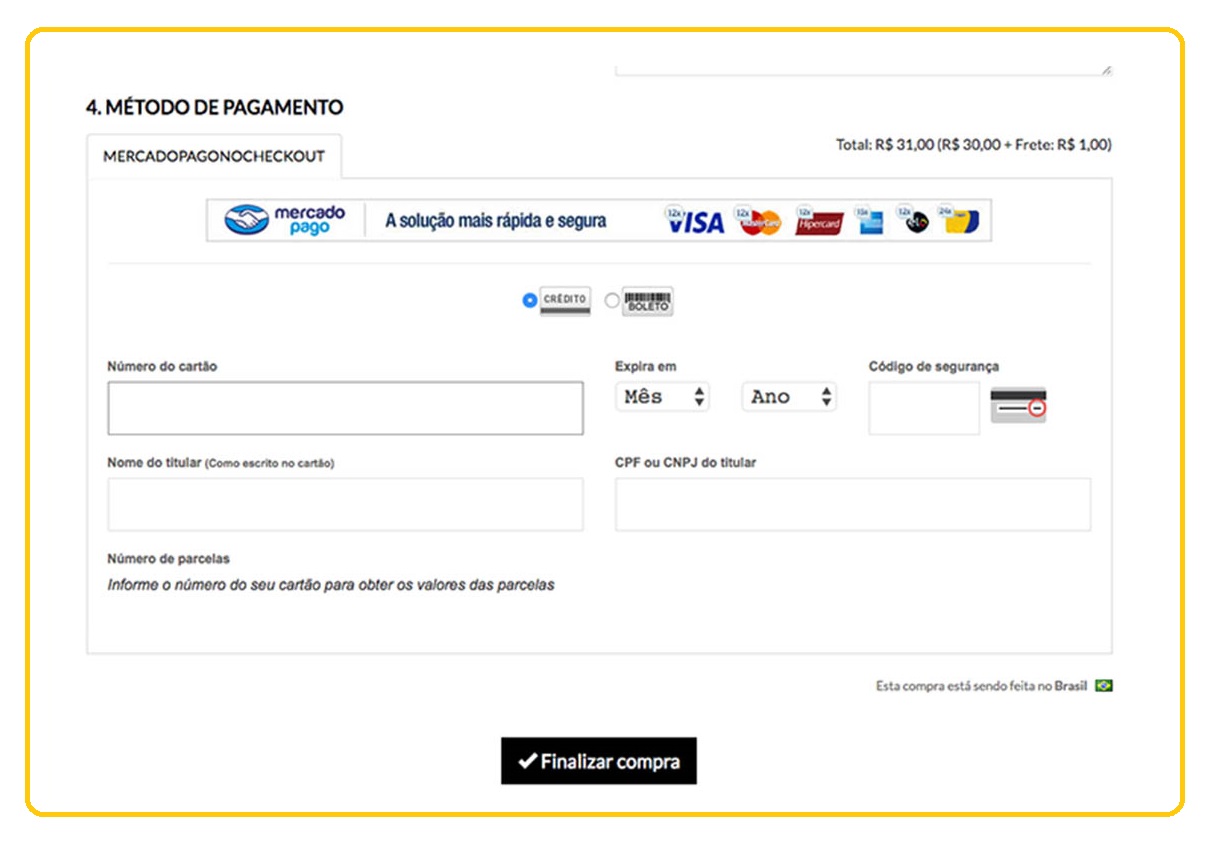 4. MÉTODO DE PAGAMENTO
MERCADOPAGONOCHECKOUT
Total: R$ 31,00 (R$ 30,00 + Frete: R$ 1,00)
mercado
pago
A solução mais rápida e segura
12x VISA 12x MasterCard 12x Hipercard 15x 12x 24x
CRÉDITO
BOLETO
Número do cartão
Expira em
Código de segurança
Mês
Ano
Nome do titular (Como escrito no cartão)
CPF ou CNPJ do titular
Número de parcelas
Informe o número do seu cartão para obter os valores das parcelas
Esta compra está sendo feita no Brasil
Finalizar compra